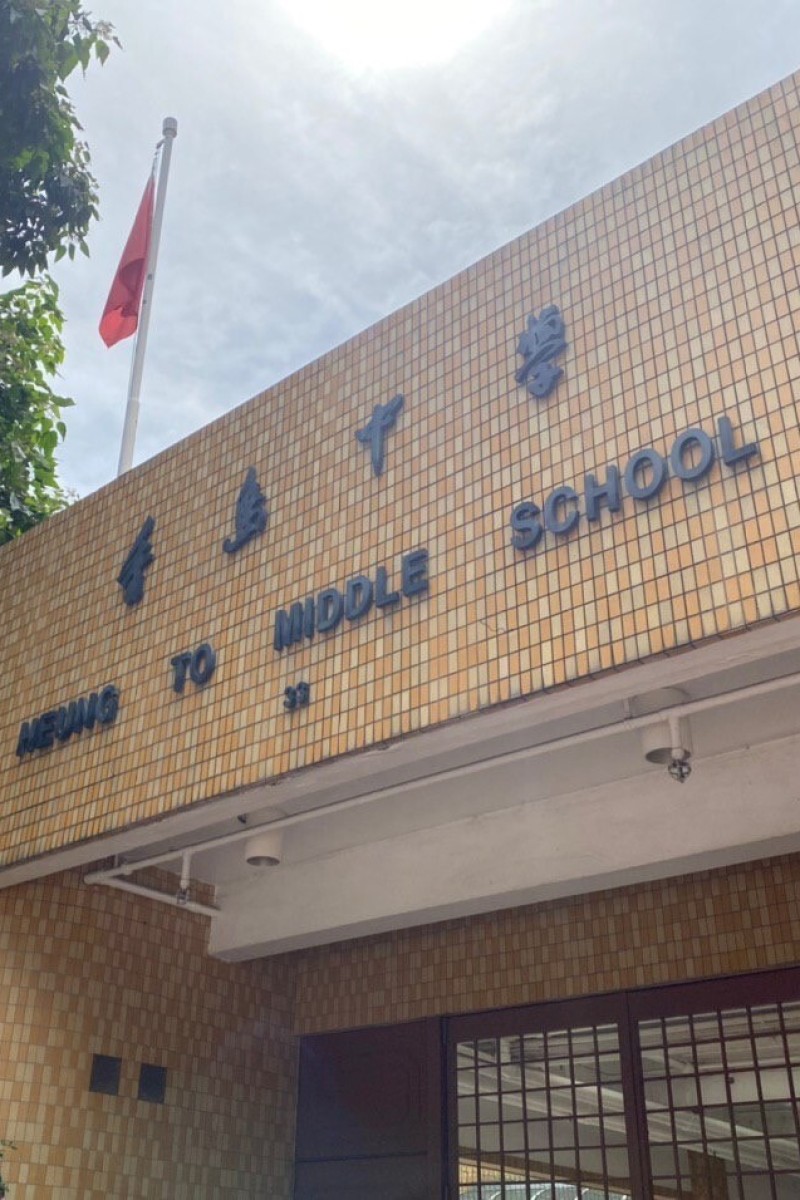 香島中學
HEUNG TO MIDDLE SCHOOL
33